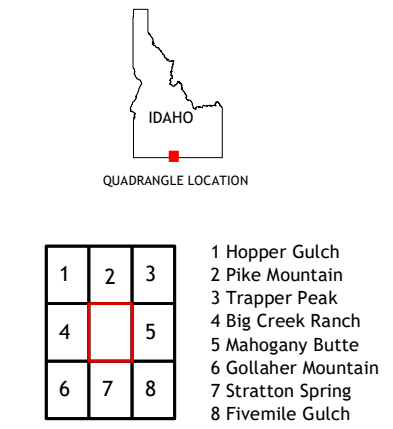 IDAHO
QUADRANGLE LOCATION
1 2 3
4 5
6 7 8
1 Hopper Gulch
2 Pike Mountain
3 Trapper Peak
4 Big Creek Ranch
5 Mahogany Butte
6 Gollaher Mountain
7 Stratton Spring
8 Fivemile Gulch